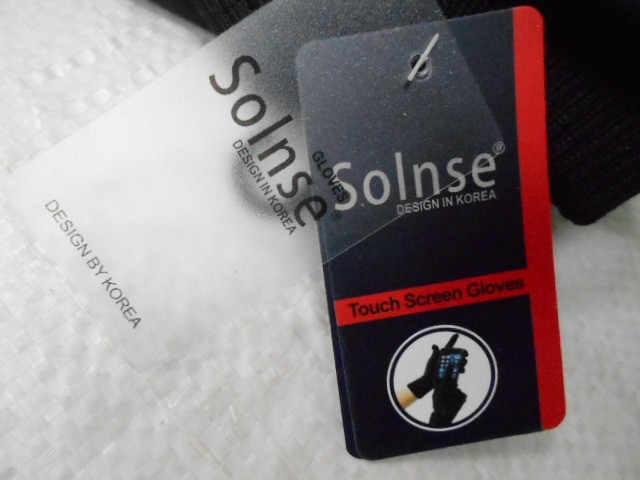 Solnse
GLOVES
DESIGN IN KOREA
DESIGN BY KOREA
Solnse®
DESIGN IN KOREA
Touch Screen Gloves